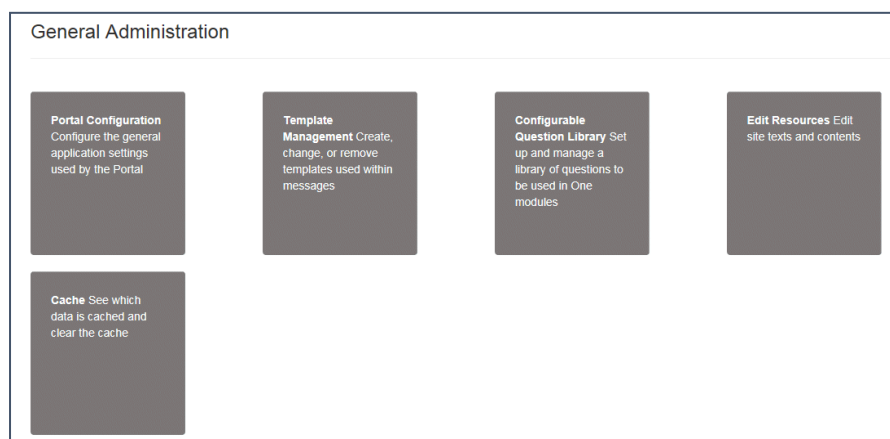 General Administration
Portal Configuration
Configure the general
application settings
used by the Portal
Template
Management Create,
change, or remove
templates used within
messages
Configurable
Question Library Set
up and manage a
library of questions to
be used in One
modules
Edit Resources Edit
site texts and contents
Cache See which
data is cached and
clear the cache